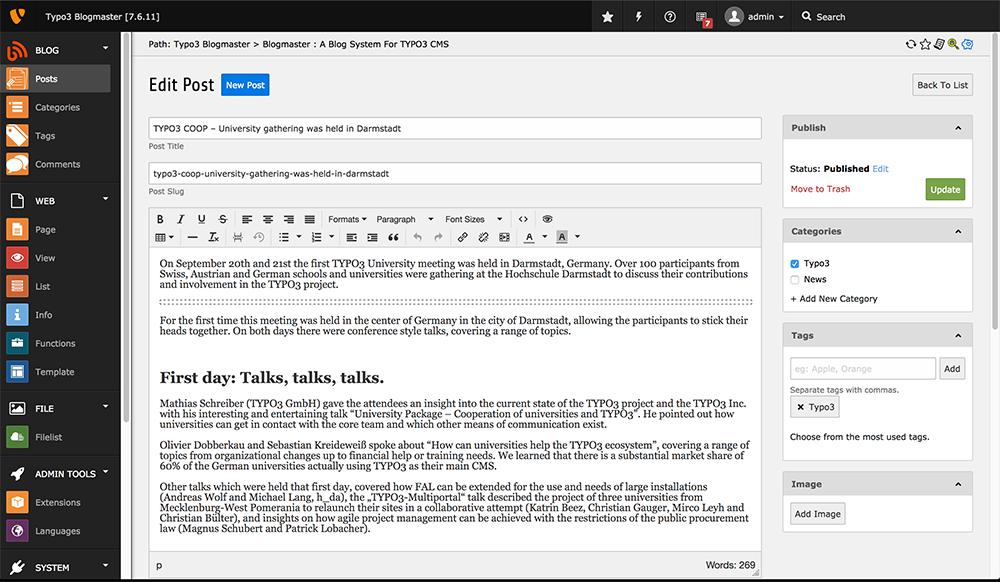 Typo3 Blogmaster [7.6.11]
7
admin
Search
BLOG
Posts
Categories
Tags
Comments
WEB
Page
View
List
Info
Functions
Template
FILE
Filelist
ADMIN TOOLS
Extensions
Languages
SYSTEM
Path: Typo3 Blogmaster > Blogmaster : A Blog System For TYPO3 CMS
Edit Post
New Post
Back To List
TYPO3 COOP – University gathering was held in Darmstadt
Post Title
typo3-coop-university-gathering-was-held-in-darmstadt
Post Slug
B I U S Formats Paragraph Font Sizes
A A
On September 20th and 21st the first TYPO3 University meeting was held in Darmstadt, Germany. Over 100 participants from
Swiss, Austrian and German schools and universities were gathering at the Hochschule Darmstadt to discuss their contributions
and involvement in the TYPO3 project.
For the first time this meeting was held in the center of Germany in the city of Darmstadt, allowing the participants to stick their
heads together. On both days there were conference style talks, covering a range of topics.
First day: Talks, talks, talks.
Mathias Schreiber (TYPO3 GmbH) gave the attendees an insight into the current state of the TYPO3 project and the TYPO3 Inc.
with his interesting and entertaining talk “University Package – Cooperation of universities and TYPO3”. He pointed out how
universities can get in contact with the core team and which other means of communication exist.
Olivier Dobberkau and Sebastian Kreideweiß spoke about “How can universities help the TYPO3 ecosystem”, covering a range of
topics from organizational changes up to financial help or training needs. We learned that there is a substantial market share of
60% of the German universities actually using TYPO3 as their main CMS.
Other talks which were held that first day, covered how FAL can be extended for the use and needs of large installations
(Andreas Wolf and Michael Lang, h_da), the „TYPO3-Multiportal“ talk described the project of three universities from
Mecklenburg-West Pomerania to relaunch their sites in a collaborative attempt (Katrin Beez, Christian Gauger, Mirco Leyh and
Christian Bülter), and insights on how agile project management can be achieved with the restrictions of the public procurement
law (Magnus Schubert and Patrick Lobacher).
p
Words: 269
Publish
Status: Published Edit
Move to Trash
Update
Categories
Typo3
News
+ Add New Category
Tags
eg: Apple, Orange
Add
Separate tags with commas.
Typo3
Choose from the most used tags.
Image
Add Image